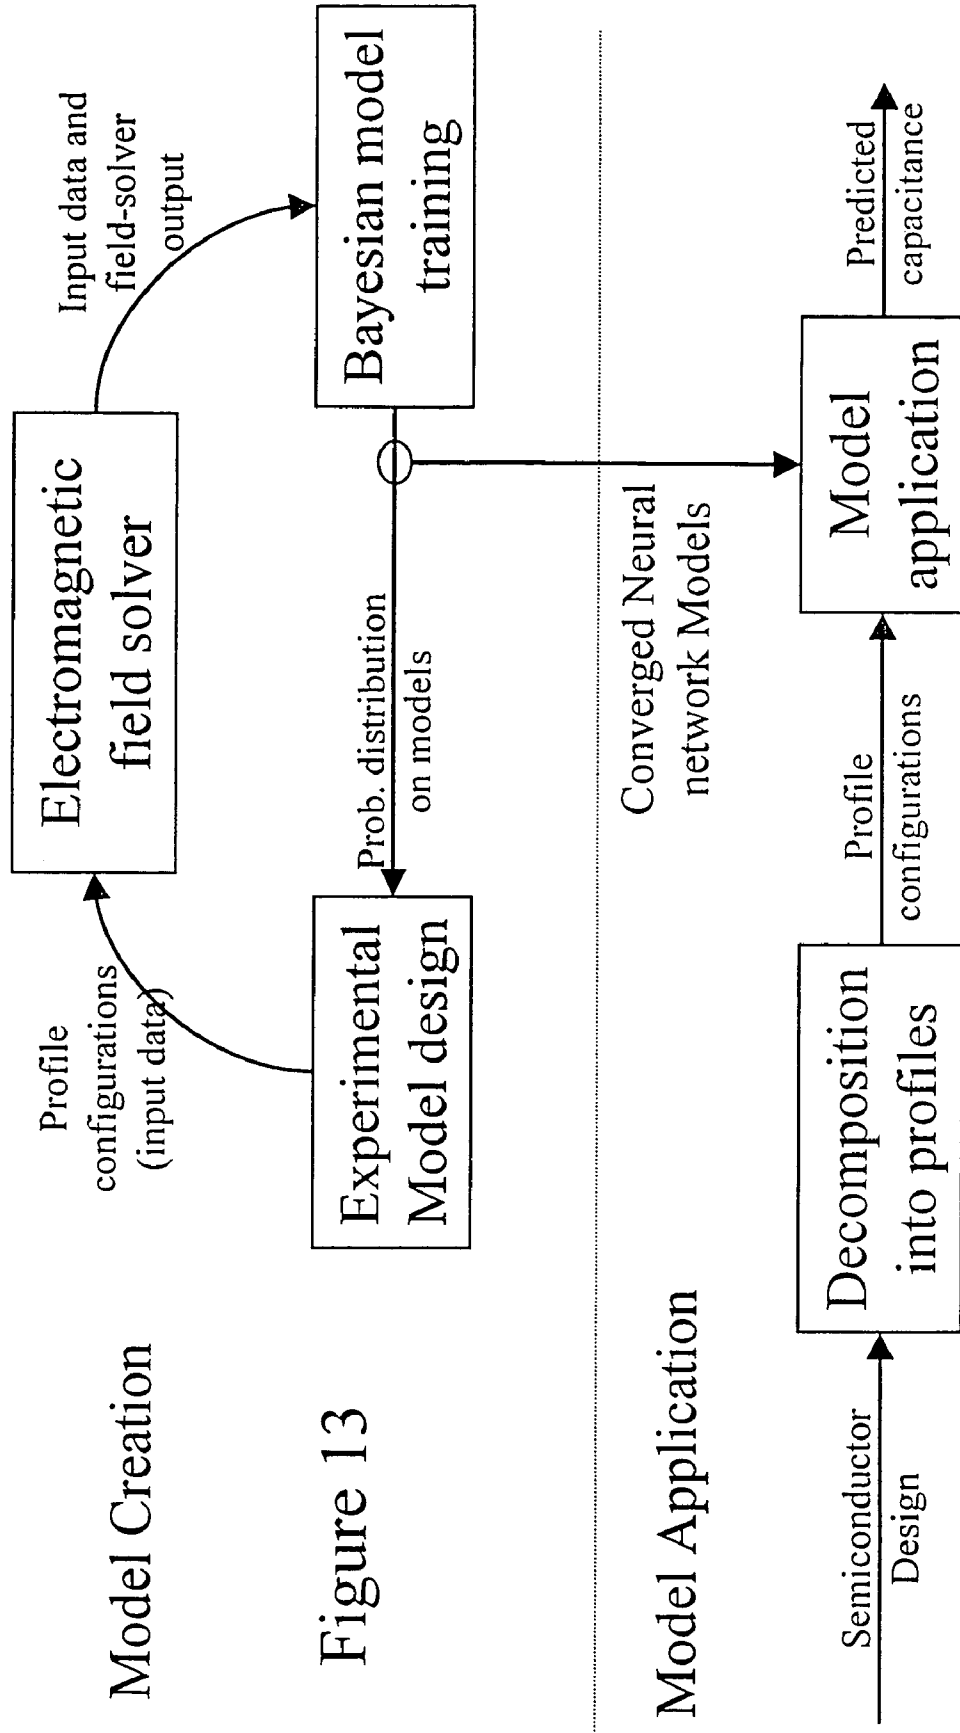 Model Creation
Figure 13
Profile
configurations
(input data)
Electromagnetic
field solver
Input data and
field-solver
output
Experimental
Model design
Prob. distribution
on models
Bayesian model
training
Converged Neural
network Models
Model Application
Semiconductor
Design
Decomposition
into profiles
Profile
configurations
Model
application
Predicted
capacitance